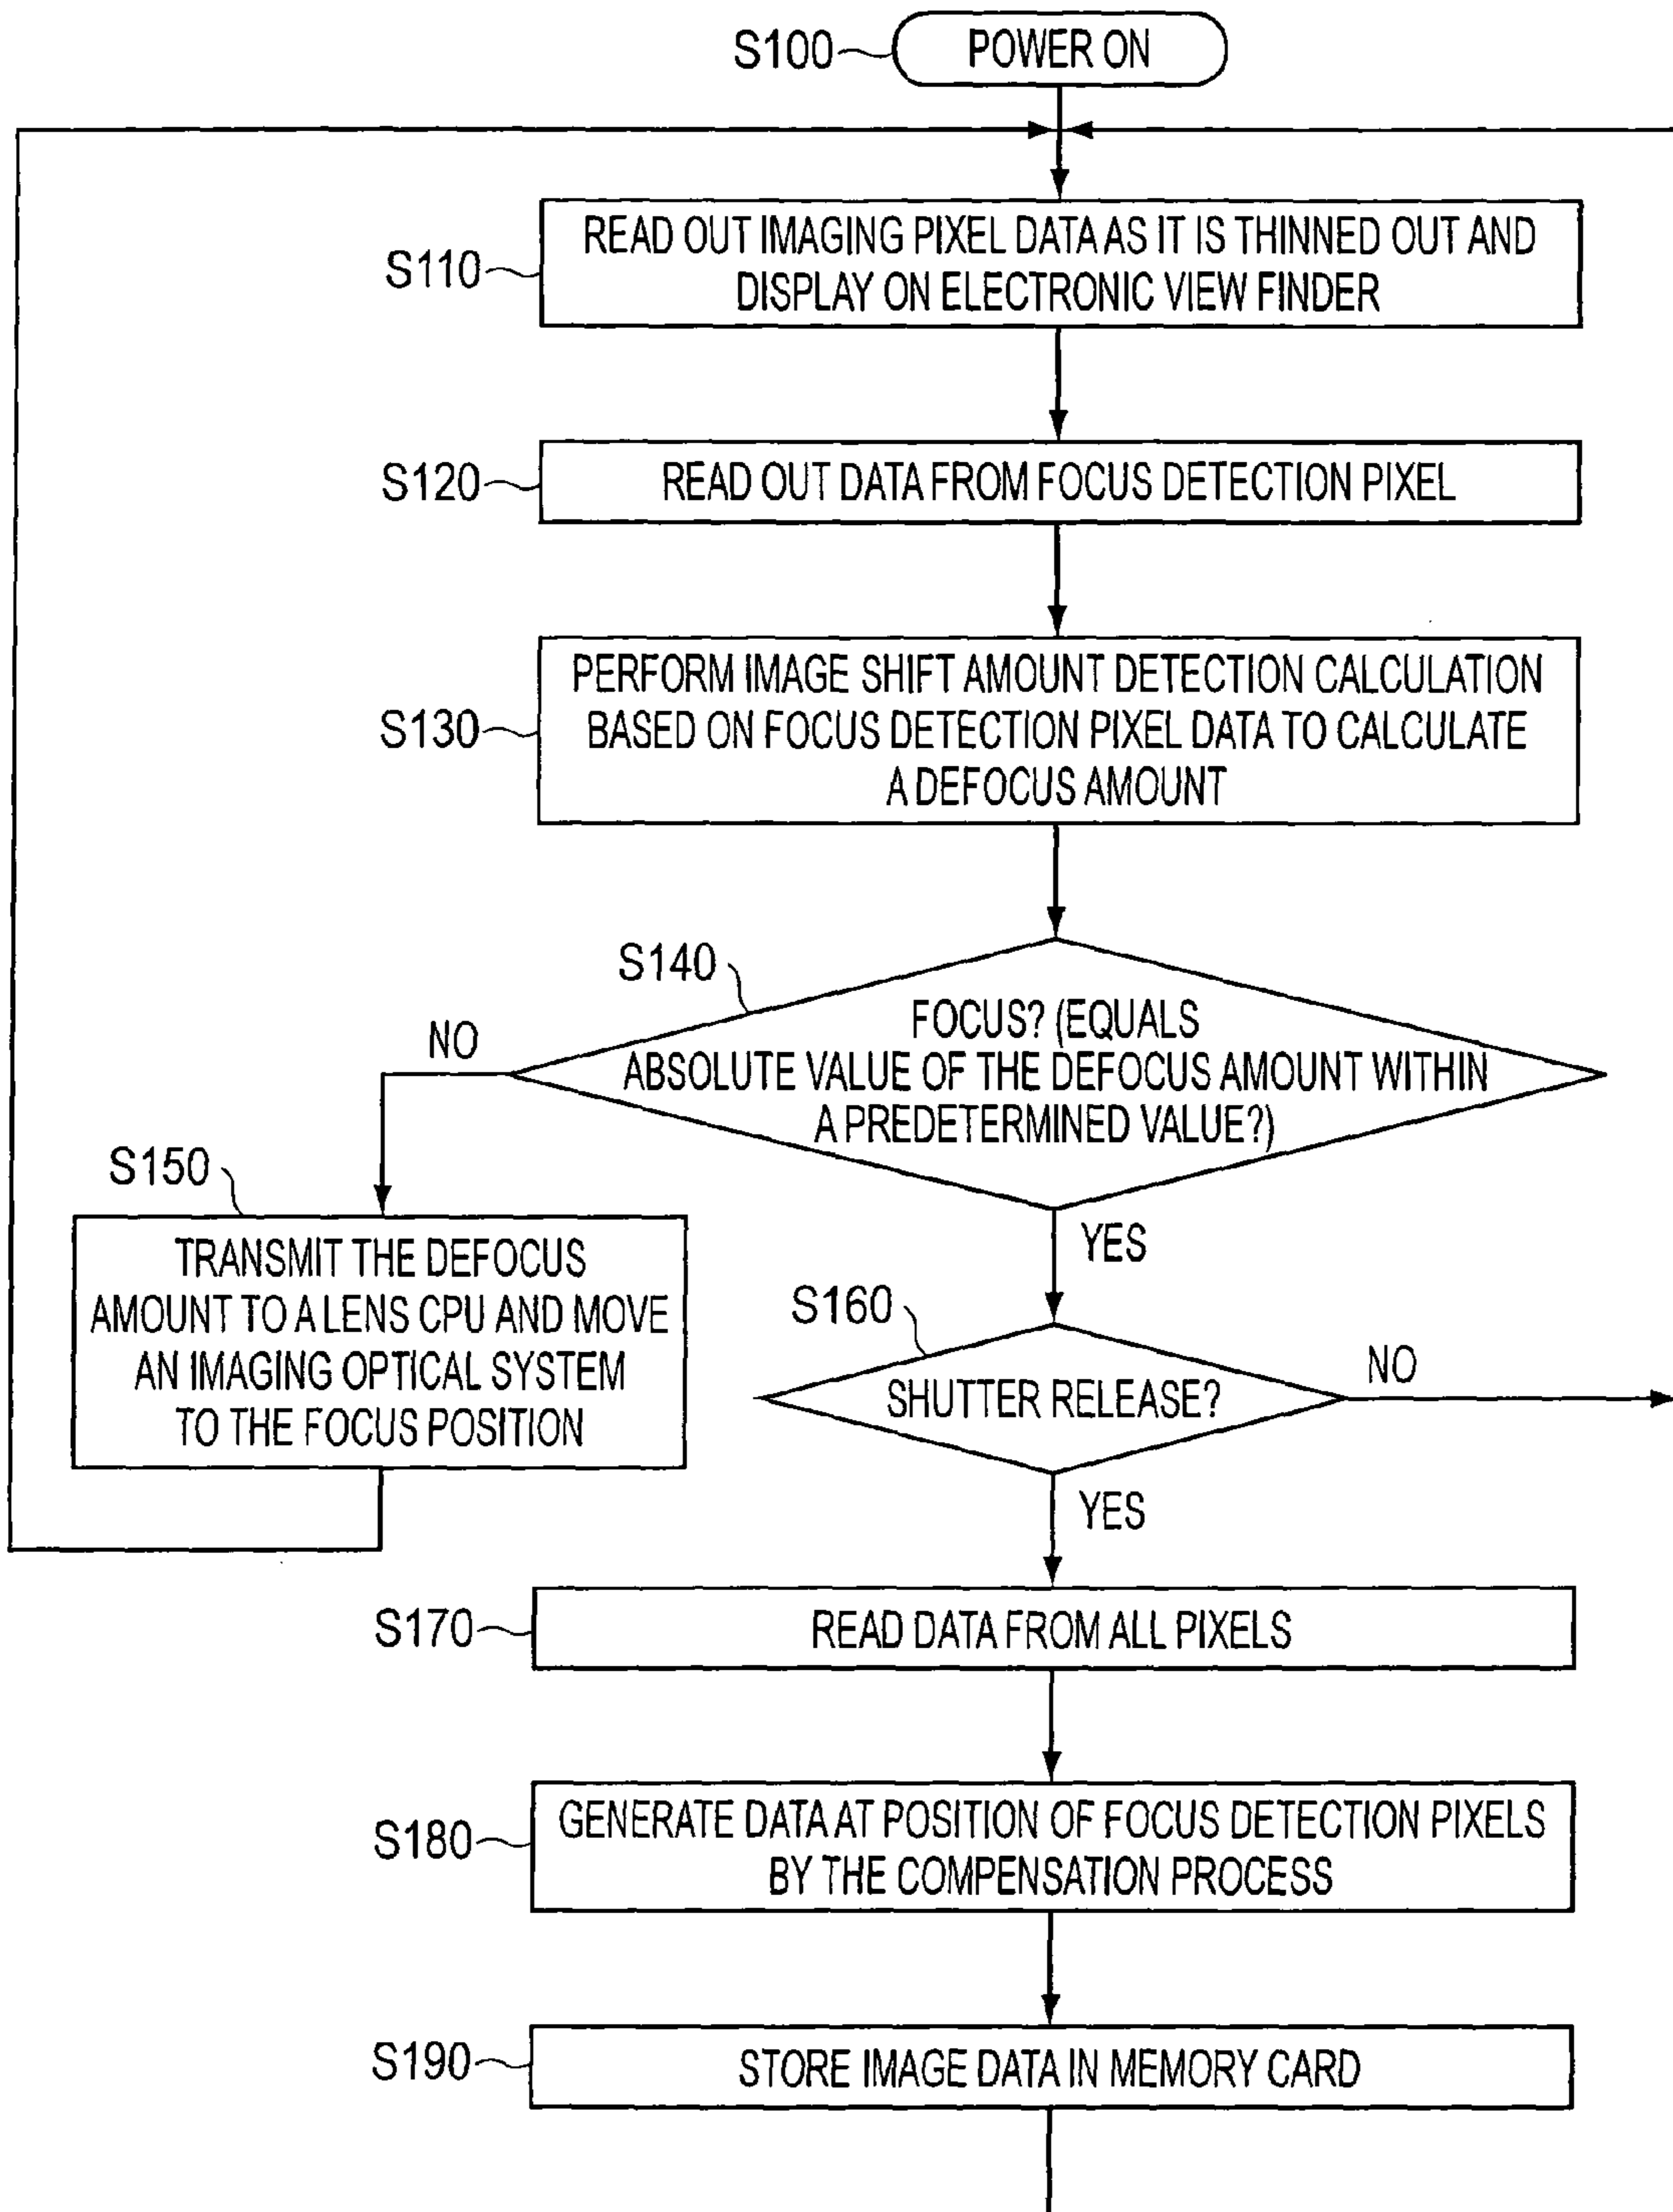 S100
POWER ON
S110
READ OUT IMAGING PIXEL DATA AS IT IS THINNED OUT AND
DISPLAY ON ELECTRONIC VIEW FINDER
S120
READ OUT DATA FROM FOCUS DETECTION PIXEL
S130
PERFORM IMAGE SHIFT AMOUNT DETECTION CALCULATION
BASED ON FOCUS DETECTION PIXEL DATA TO CALCULATE
A DEFOCUS AMOUNT
S140
FOCUS? (EQUALS
ABSOLUTE VALUE OF THE DEFOCUS AMOUNT WITHIN
A PREDETERMINED VALUE?)
NO
YES
S150
TRANSMIT THE DEFOCUS
AMOUNT TO A LENS CPU AND MOVE
AN IMAGING OPTICAL SYSTEM
TO THE FOCUS POSITION
S160
SHUTTER RELEASE?
NO
YES
S170
READ DATA FROM ALL PIXELS
S180
GENERATE DATA AT POSITION OF FOCUS DETECTION PIXELS
BY THE COMPENSATION PROCESS
S190
STORE IMAGE DATA IN MEMORY CARD